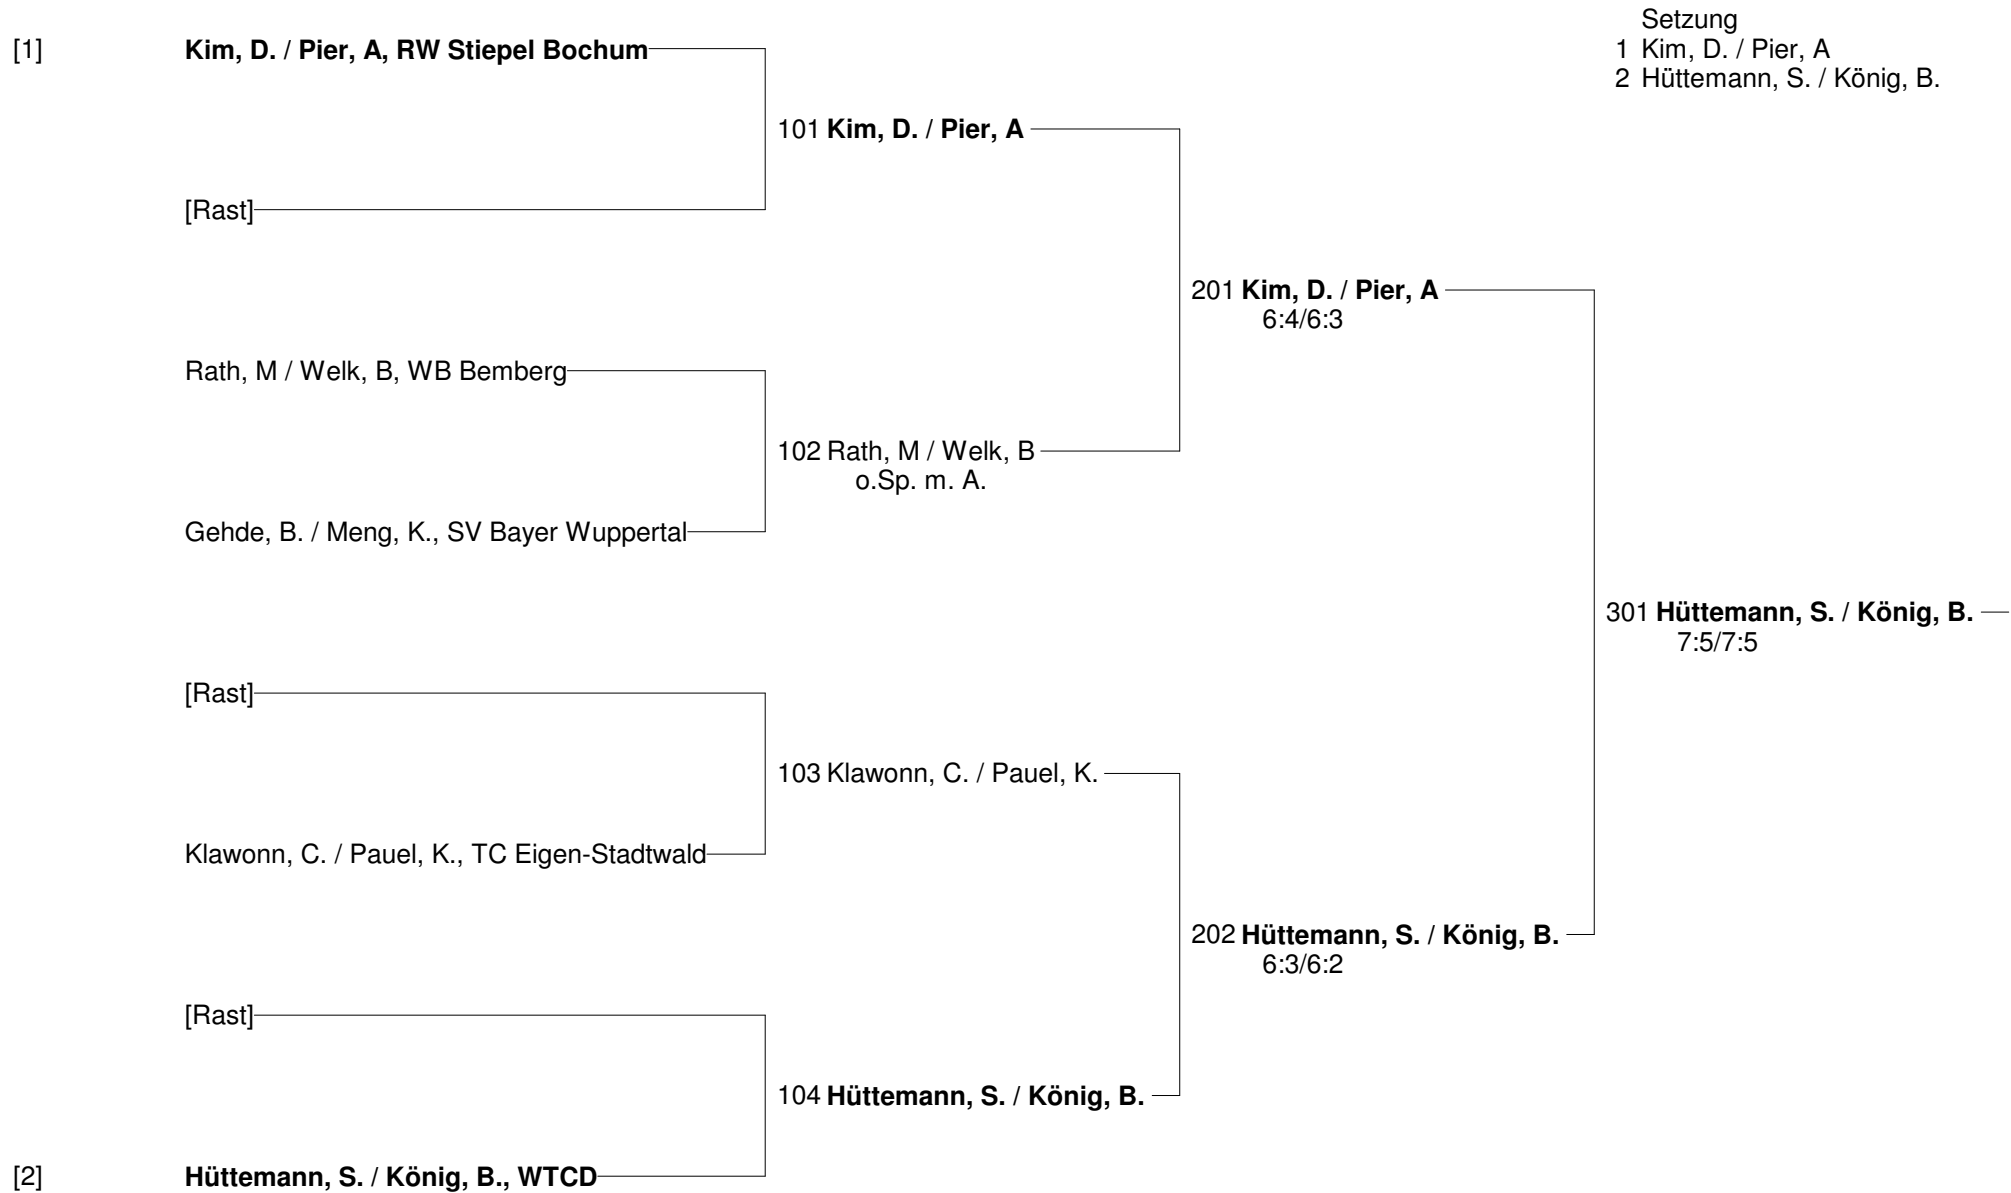 Setzung
1 Kim, D. / Pier, A
2 Hüttemann, S. / König, B.
[1] Kim, D. / Pier, A, RW Stiepel Bochum
101 Kim, D. / Pier, A
[Rast]
201 Kim, D. / Pier, A
6:4/6:3
Rath, M / Welk, B, WB Bemberg
102 Rath, M / Welk, B
o.Sp. m. A.
Gehde, B. / Meng, K., SV Bayer Wuppertal
301 Hüttemann, S. / König, B.
7:5/7:5
[Rast]
103 Klawonn, C. / Pauel, K.
Klawonn, C. / Pauel, K., TC Eigen-Stadtwald
202 Hüttemann, S. / König, B.
6:3/6:2
[Rast]
104 Hüttemann, S. / König, B.
[2] Hüttemann, S. / König, B., WTCD